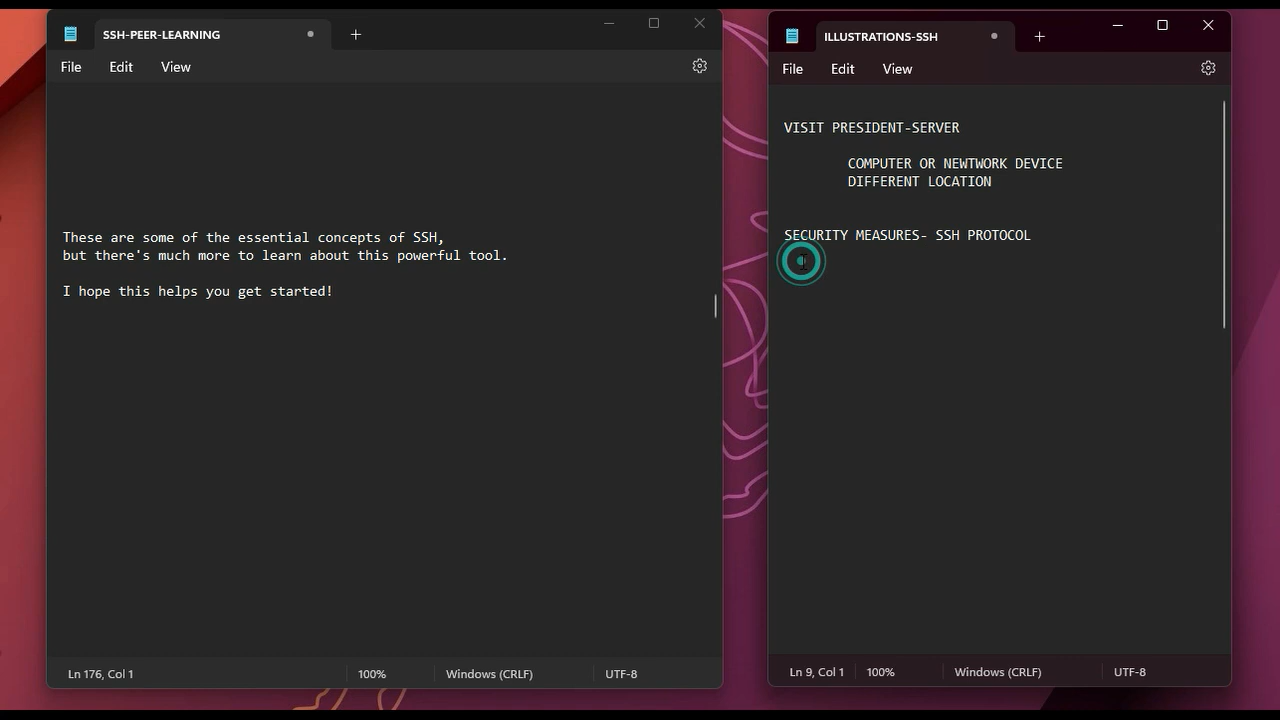 SSH-PEER-LEARNING
File Edit View
These are some of the essential concepts of SSH,
but there's much more to learn about this powerful tool.
I hope this helps you get started!
Ln 176, Col 1 100% Windows (CRLF) UTF-8
ILLUSTRATIONS-SSH
File Edit View
VISIT PRESIDENT-SERVER
COMPUTER OR NEWTWORK DEVICE
DIFFERENT LOCATION
SECURITY MEASURES- SSH PROTOCOL
Ln 9, Col 1 100% Windows (CRLF) UTF-8